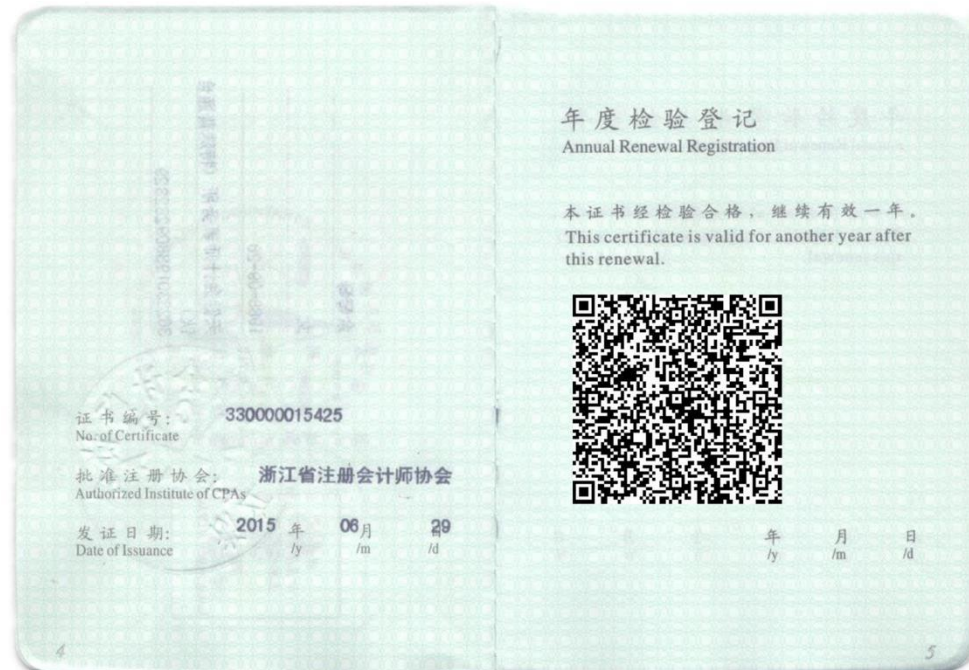 证书编号: 330000015425
No. of Certificate
批准注册协会: 浙江省注册会计师协会
Authorized Institute of CPAs
发证日期: 2015 年 06 月 29 日
Date of Issuance /y /m /d
4
年度检验登记
Annual Renewal Registration
本证书经检验合格，继续有效一年。
This certificate is valid for another year after
this renewal.
年 月 日
/y /m /d
5